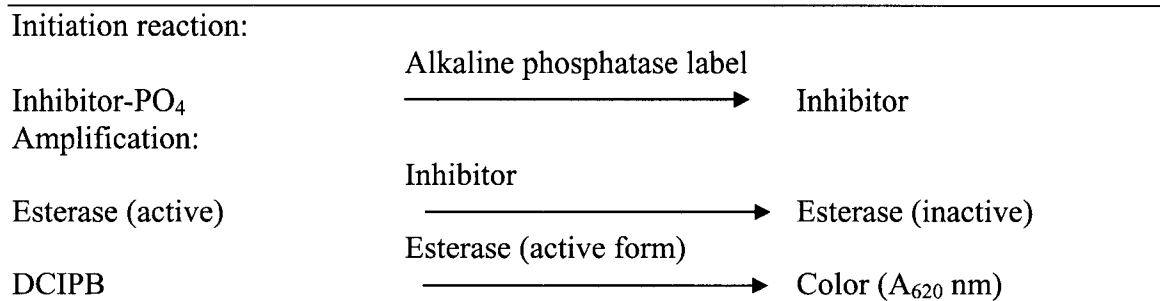 Initiation reaction:
Alkaline phosphatase label
Inhibitor-PO₄ Inhibitor
Amplification:
Inhibitor
Esterase (active) Esterase (inactive)
Esterase (active form)
DCIPB Color (A₆₂₀ nm)